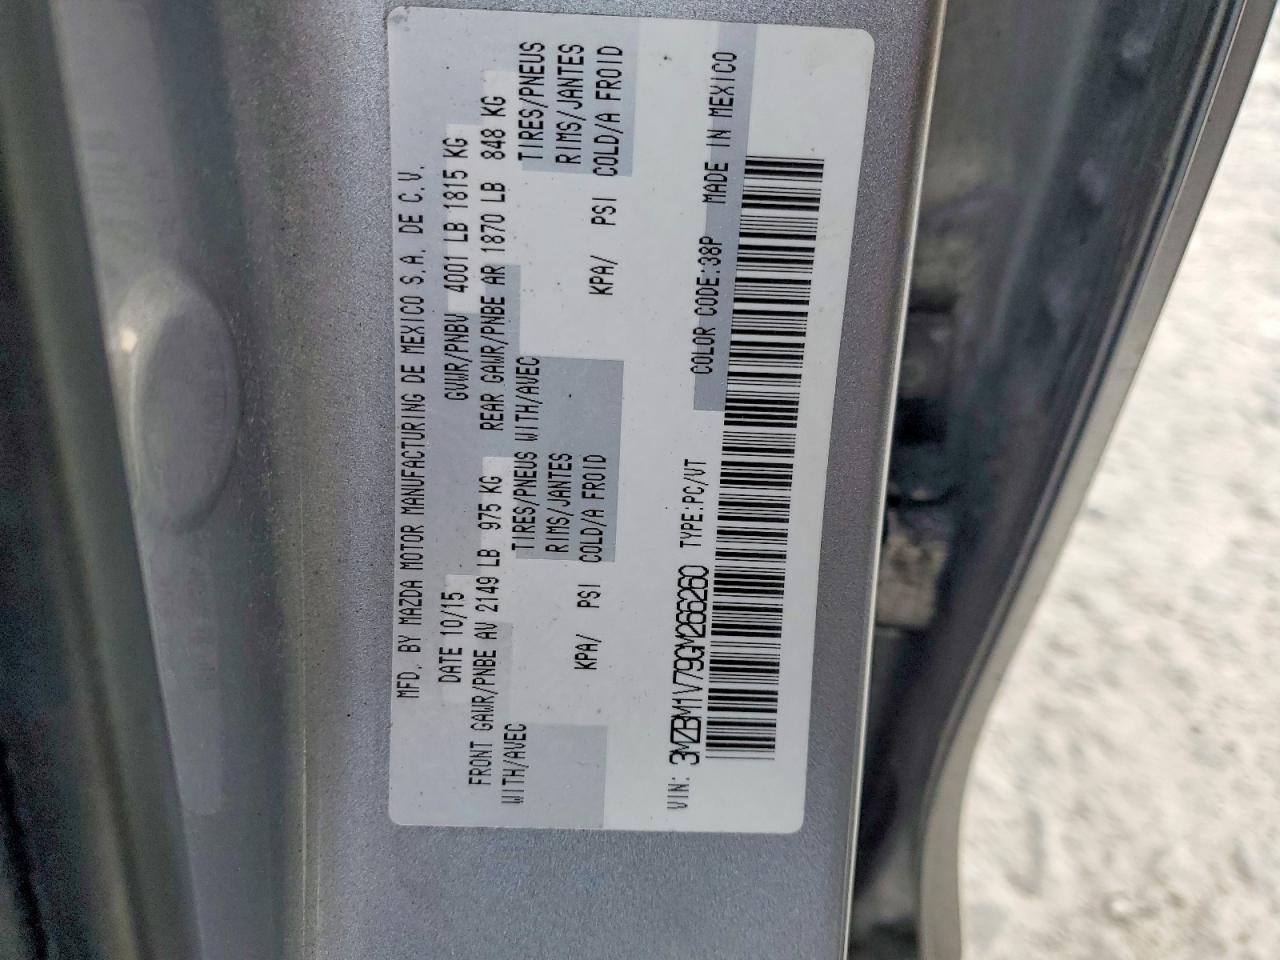 MFD. BY MAZDA MOTOR MANUFACTURING DE MEXICO S.A. DE C.V.
DATE 10/15 GVWR/PNBV 4001 LB 1815 KG
FRONT GAWR/PNBE AV 2149 LB 975 KG REAR GAWR/PNBE AR 1870 LB 848 KG
WITH/AVEC TIRES/PNEUS WITH/AVEC TIRES/PNEUS
RIMS/JANTES RIMS/JANTES
KPA/ PSI COLD/A FROID KPA/ PSI COLD/A FROID
VIN: 3MZBM1V79GM266260 TYPE:PC/VT COLOR CODE:38P MADE IN MEXICO